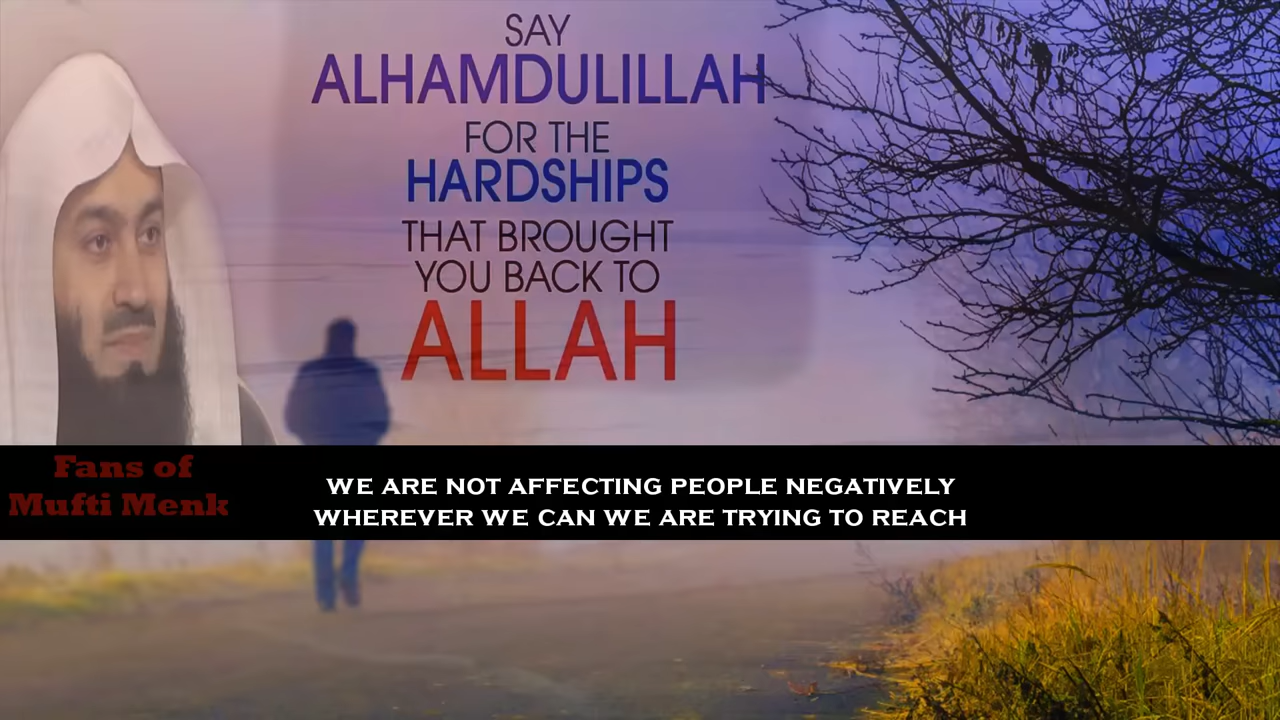 SAY
ALHAMDULILLAH
FOR THE
HARDSHIPS
THAT BROUGHT
YOU BACK TO
ALLAH
Fans of
Mufti Menk
WE ARE NOT AFFECTING PEOPLE NEGATIVELY
WHEREVER WE CAN WE ARE TRYING TO REACH